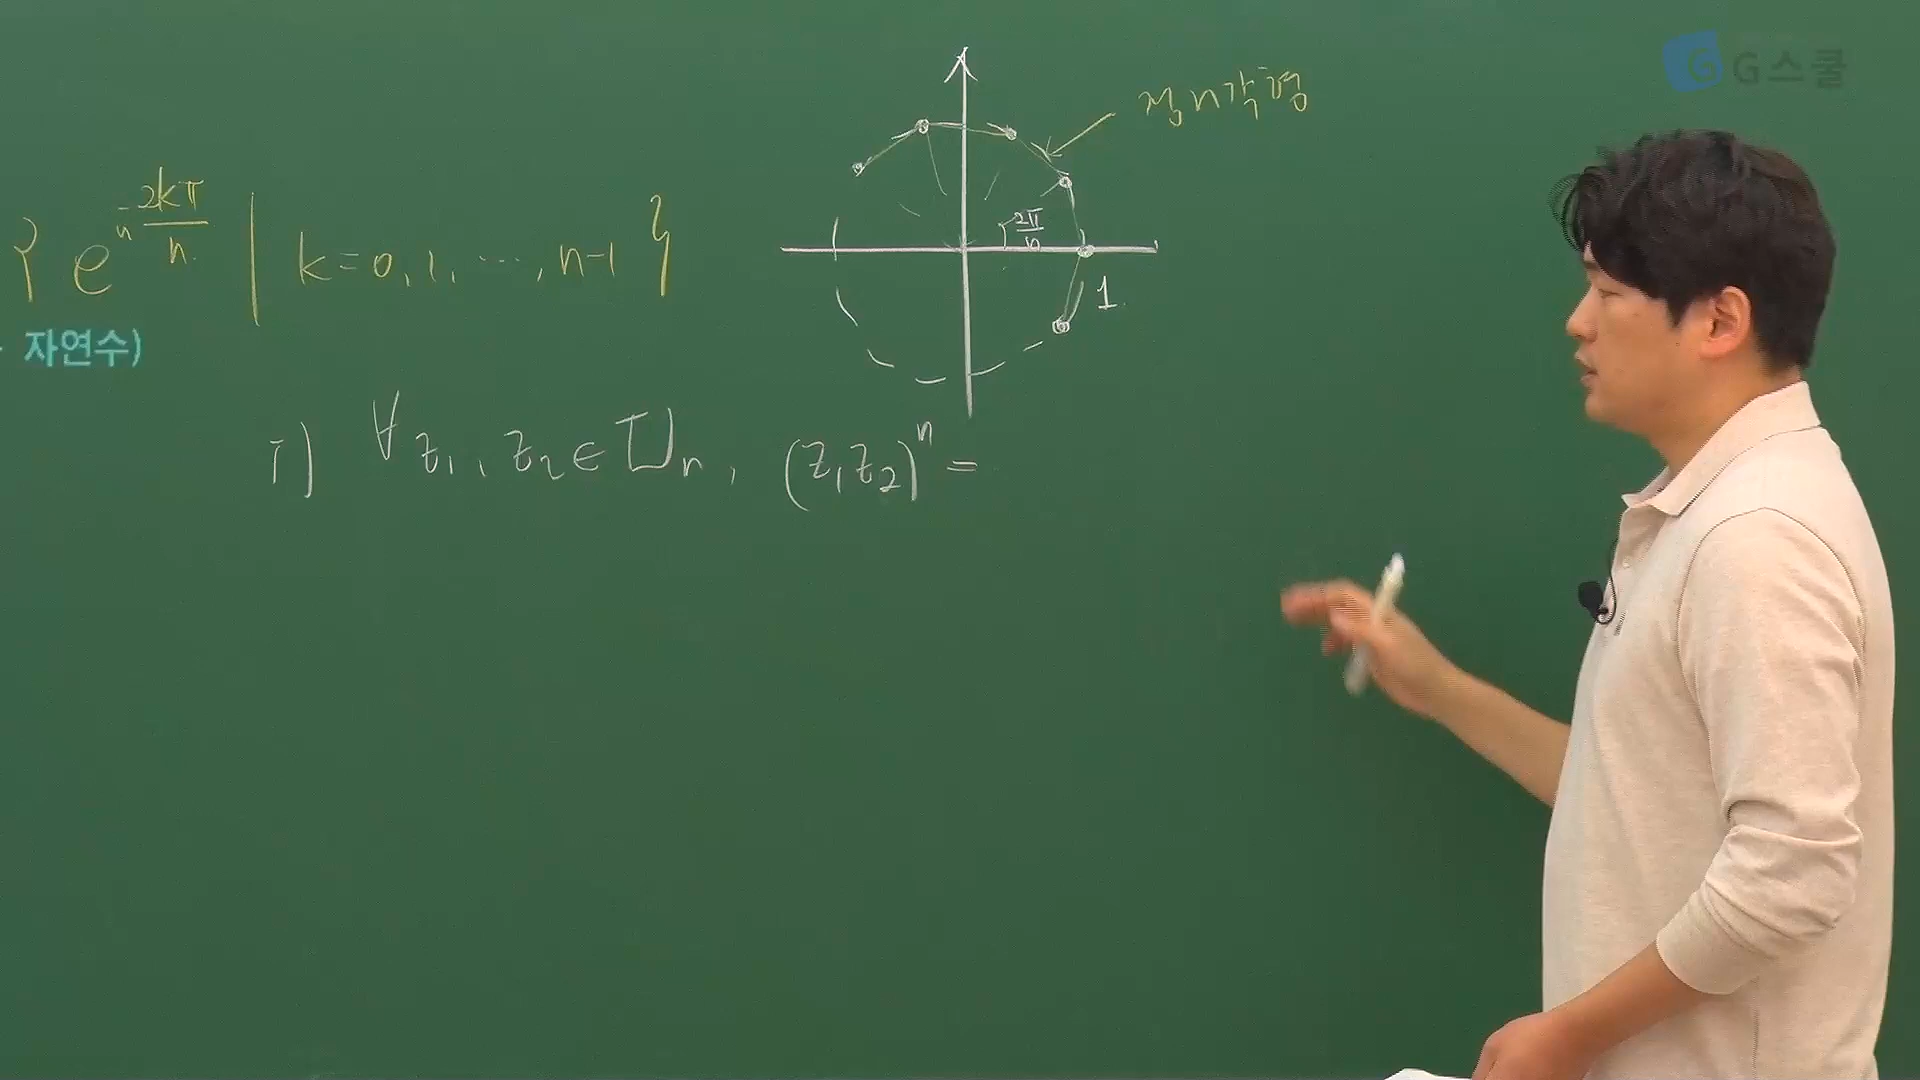 G스쿨
정n각형
{ e^{i 2kπ/n} | k=0, 1, ..., n-1 }
2π/n
1
자연수)
i) ∀z₁, z₂ ∈ Uₙ, (z₁z₂)ⁿ =